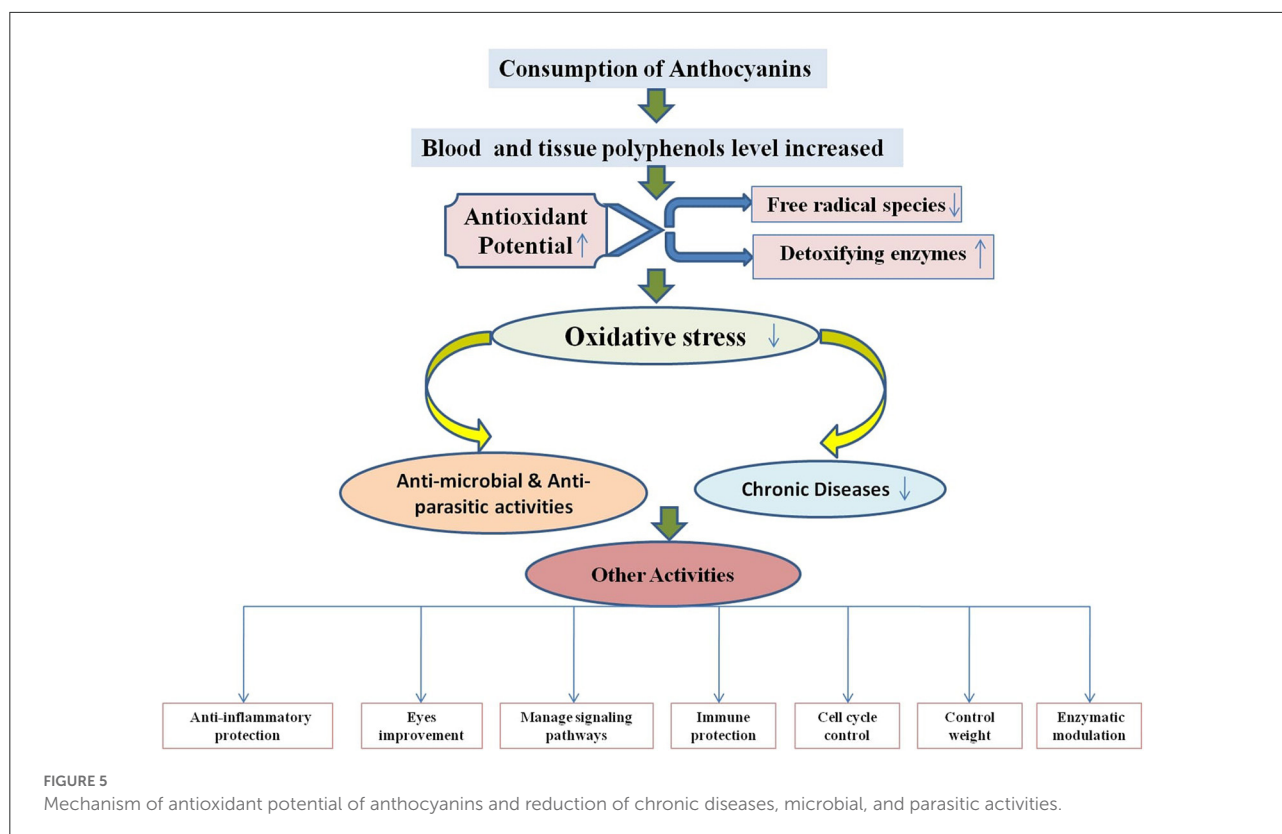 Consumption of Anthocyanins
Blood and tissue polyphenols level increased
Antioxidant
Potential↑
Free radical species↓
Detoxifying enzymes ↑
Oxidative stress ↓
Anti-microbial & Anti-
parasitic activities
Chronic Diseases ↓
Other Activities
Anti-inflammatory
protection
Eyes
improvement
Manage signaling
pathways
Immune
protection
Cell cycle
control
Control
weight
Enzymatic
modulation
FIGURE 5
Mechanism of antioxidant potential of anthocyanins and reduction of chronic diseases, microbial, and parasitic activities.